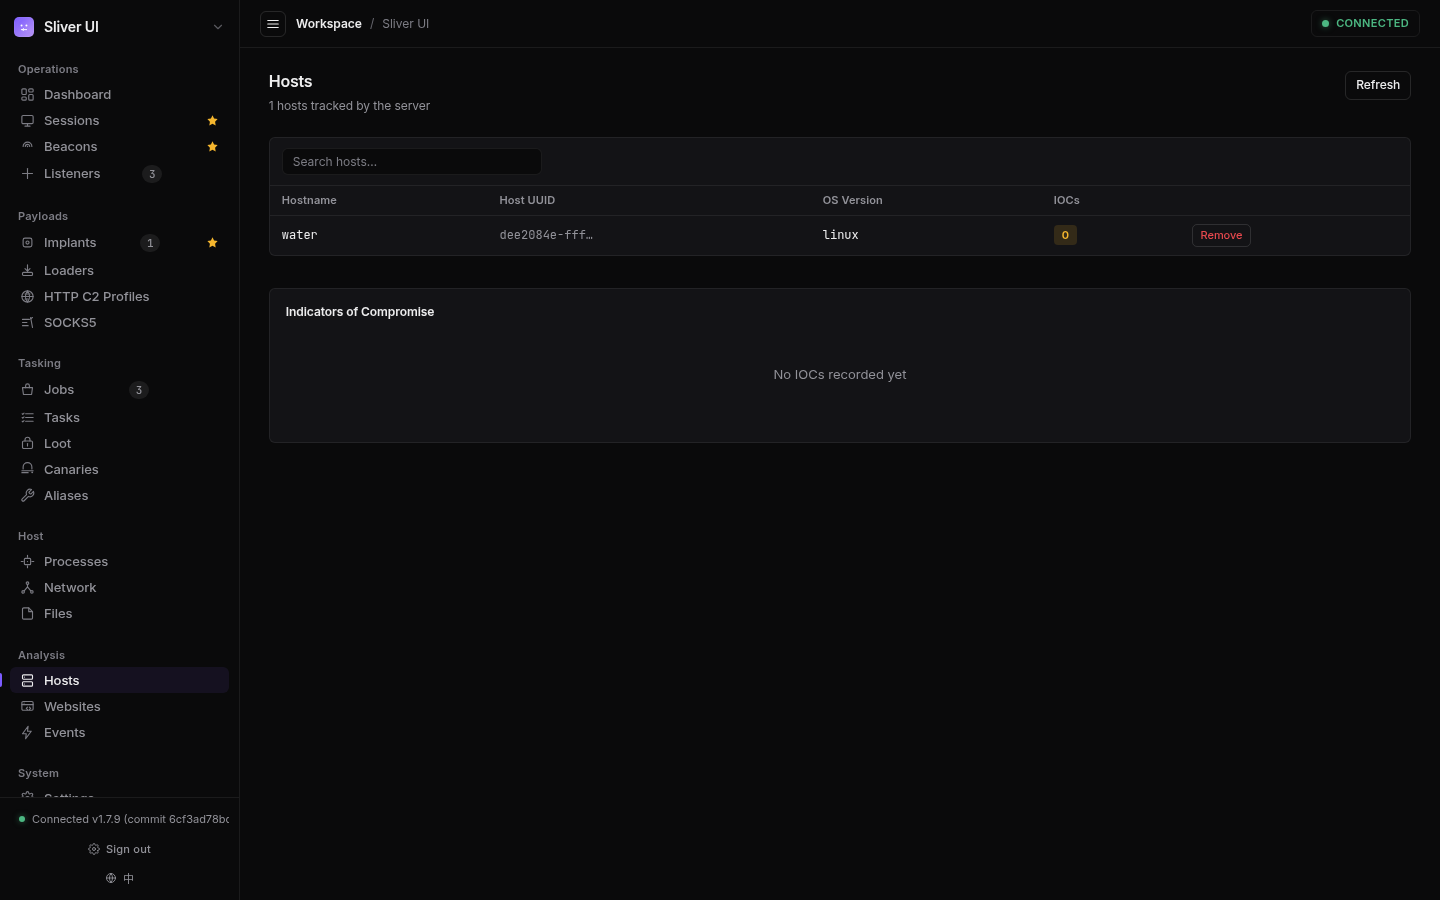 Sliver UI
Operations
Dashboard
Sessions
Beacons
Listeners 3
Payloads
Implants 1
Loaders
HTTP C2 Profiles
SOCKS5
Tasking
Jobs 3
Tasks
Loot
Canaries
Aliases
Host
Processes
Network
Files
Analysis
Hosts
Websites
Events
System
Settings
Connected v1.7.9 (commit 6cf3ad78bc
Sign out
中
Workspace / Sliver UI
CONNECTED
Hosts
1 hosts tracked by the server
Refresh
Search hosts...
Hostname Host UUID OS Version IOCs
water dee2084e-fff… linux 0 Remove
Indicators of Compromise
No IOCs recorded yet